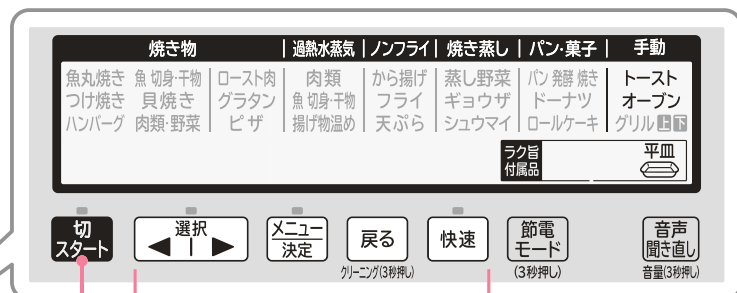 焼き物 過熱水蒸気 ノンフライ 焼き蒸し パン・菓子 手動
魚丸焼き 魚切身・干物 ロースト肉 肉類 から揚げ 蒸し野菜 パン発酵焼き トースト
つけ焼き 貝焼き グラタン 魚切身・干物 フライ ギョウザ ドーナツ オーブン
ハンバーグ 肉類・野菜 ピザ 揚げ物温め 天ぷら シュウマイ ロールケーキ グリル上下
ラク旨 平皿
付属品
切 選択 メニュー 戻る 快速 節電 音声
スタート 決定 モード 聞き直し
クリーニング(3秒押し) (3秒押し) 音量(3秒押し)